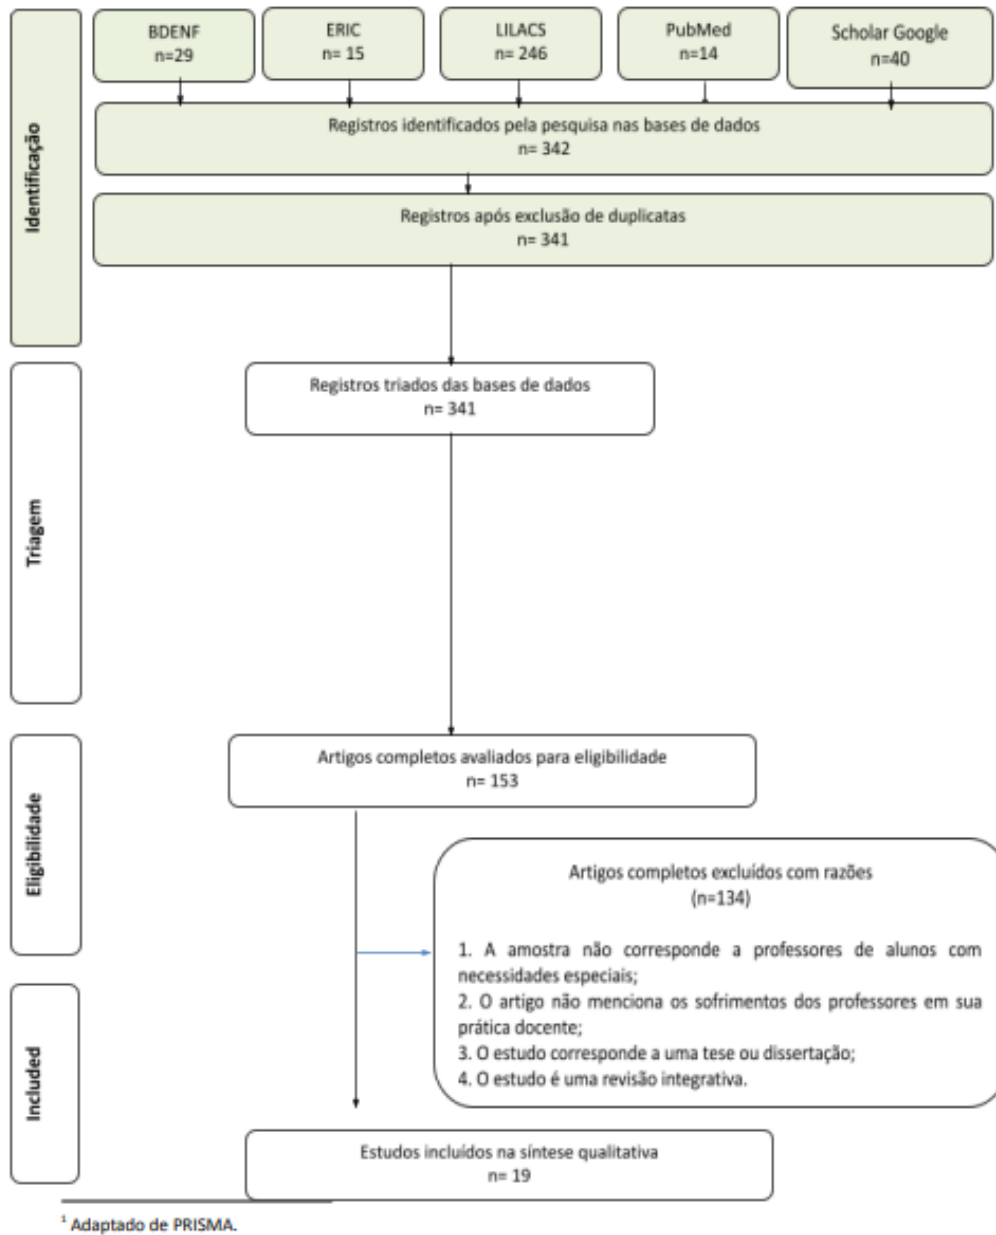 BDENF
n=29
ERIC
n= 15
LILACS
n= 246
PubMed
n=14
Scholar Google
n=40
Identificação
Registros identificados pela pesquisa nas bases de dados
n= 342
Registros após exclusão de duplicatas
n= 341
Triagem
Registros triados das bases de dados
n= 341
Eligibilidade
Artigos completos avaliados para eligibilidade
n= 153
Artigos completos excluídos com razões
(n=134)
1. A amostra não corresponde a professores de alunos com
necessidades especiais;
2. O artigo não menciona os sofrimentos dos professores em sua
prática docente;
3. O estudo corresponde a uma tese ou dissertação;
4. O estudo é uma revisão integrativa.
Included
Estudos incluídos na síntese qualitativa
n= 19
¹ Adaptado de PRISMA.